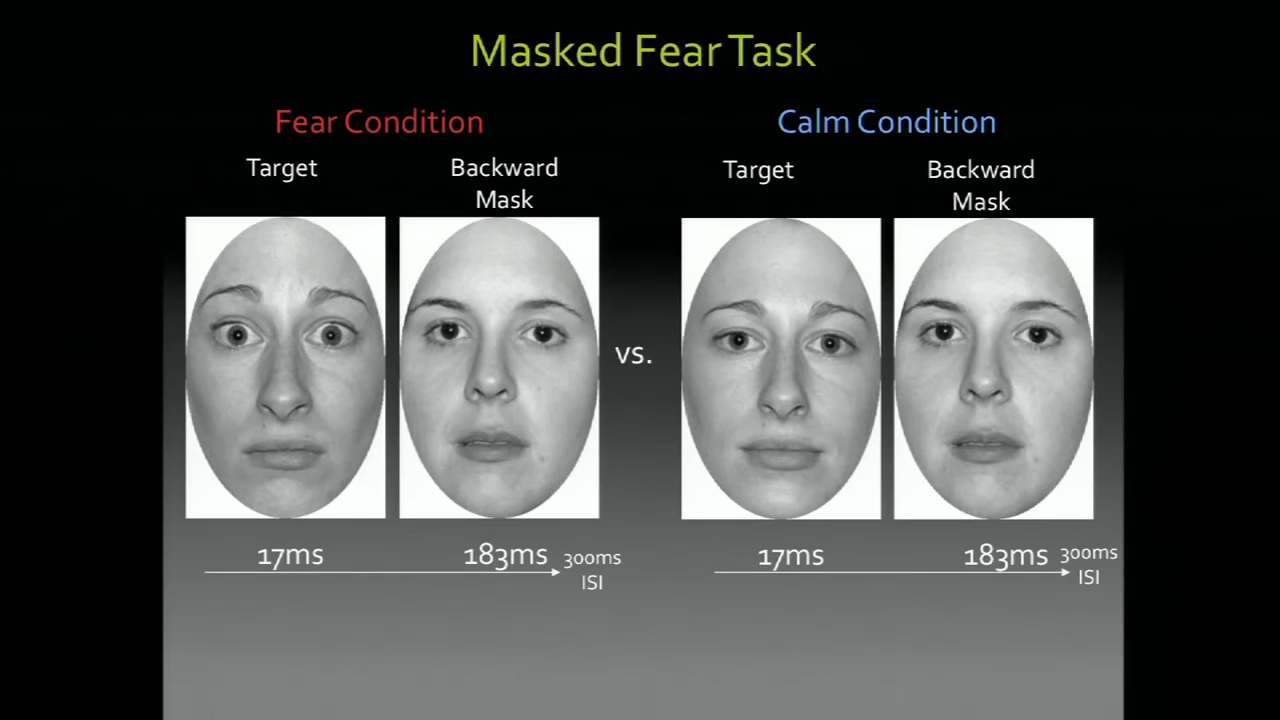 Masked Fear Task
Fear Condition
Target
Backward
Mask
17ms
183ms
300ms
ISI
vs.
Calm Condition
Target
Backward
Mask
17ms
183ms
300ms
ISI